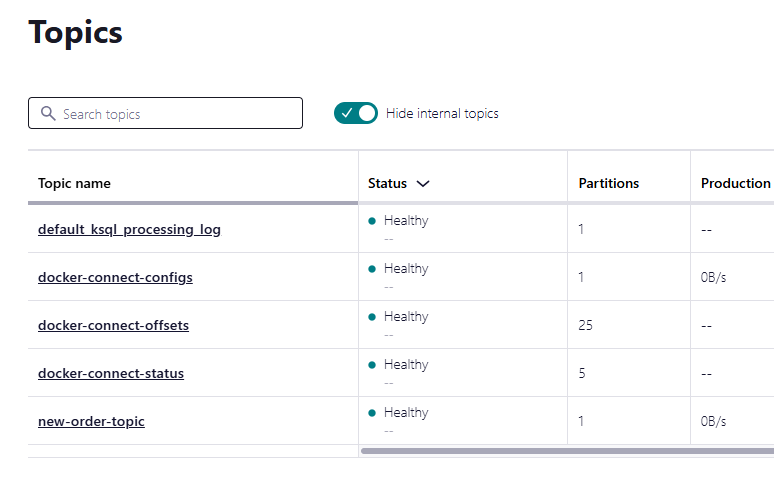 Topics
Search topics
Hide internal topics
Topic name Status Partitions Production
default_ksql_processing_log Healthy 1 --
--
docker-connect-configs Healthy 1 0B/s
--
docker-connect-offsets Healthy 25 --
--
docker-connect-status Healthy 5 --
--
new-order-topic Healthy 1 0B/s
--